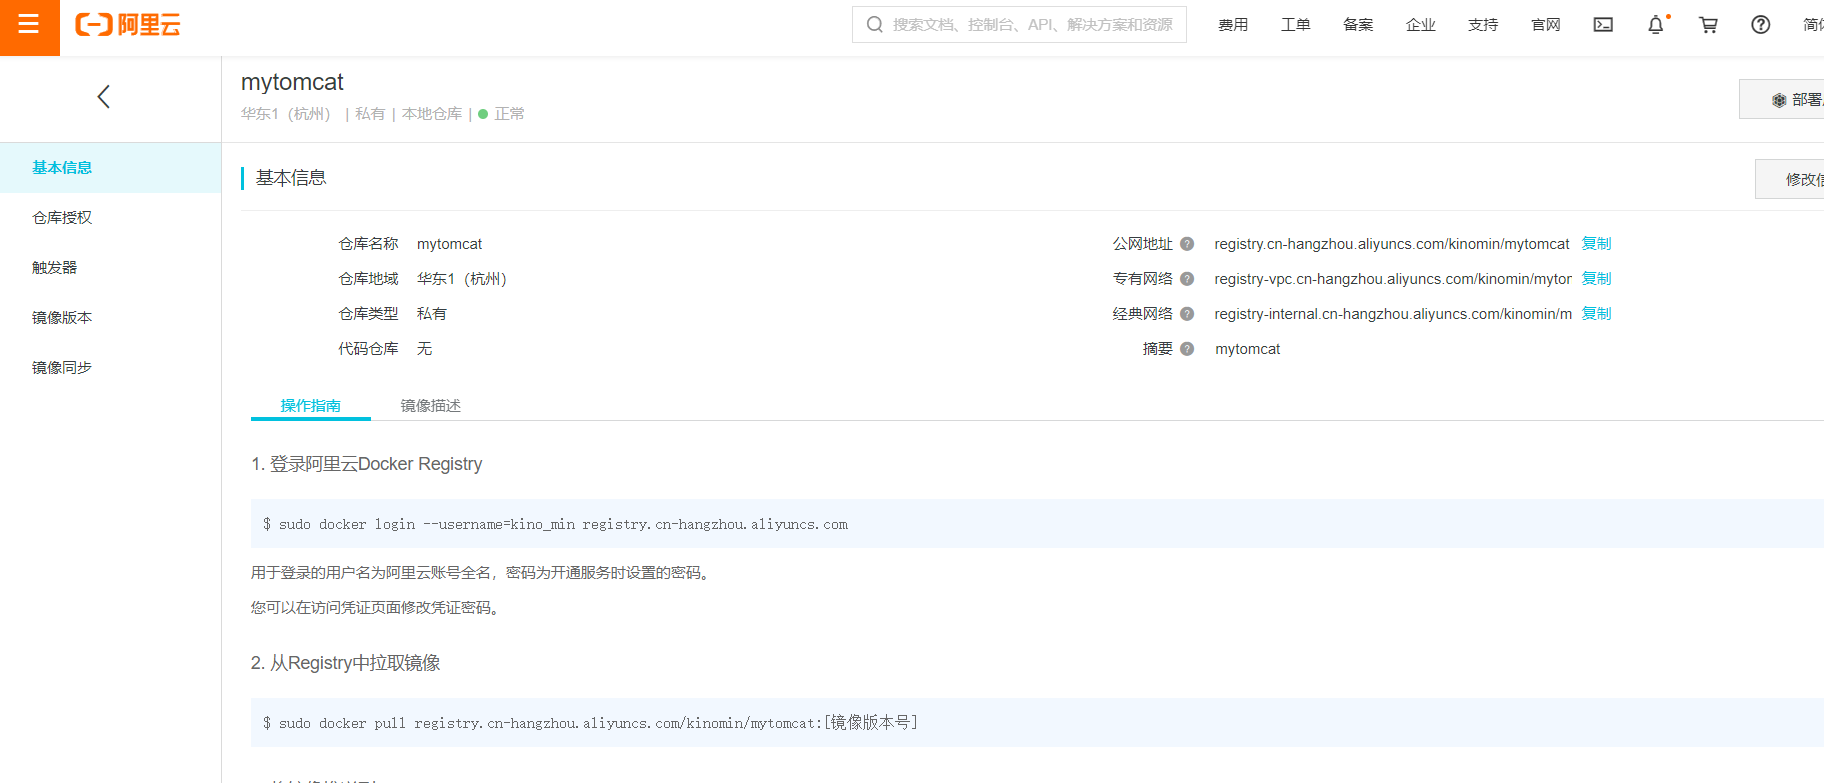 阿里云
搜索文档、控制台、API、解决方案和资源
费用 工单 备案 企业 支持 官网 简
mytomcat
华东1（杭州） | 私有 | 本地仓库 | 正常
部署
基本信息
仓库授权
触发器
镜像版本
镜像同步
基本信息
修改
仓库名称 mytomcat
公网地址 registry.cn-hangzhou.aliyuncs.com/kinomin/mytomcat 复制
仓库地域 华东1（杭州）
专有网络 registry-vpc.cn-hangzhou.aliyuncs.com/kinomin/mytor 复制
仓库类型 私有
经典网络 registry-internal.cn-hangzhou.aliyuncs.com/kinomin/m 复制
代码仓库 无
摘要 mytomcat
操作指南 镜像描述
1. 登录阿里云Docker Registry
$ sudo docker login --username=kino_min registry.cn-hangzhou.aliyuncs.com
用于登录的用户名为阿里云账号全名，密码为开通服务时设置的密码。
您可以在访问凭证页面修改凭证密码。
2. 从Registry中拉取镜像
$ sudo docker pull registry.cn-hangzhou.aliyuncs.com/kinomin/mytomcat:[镜像版本号]